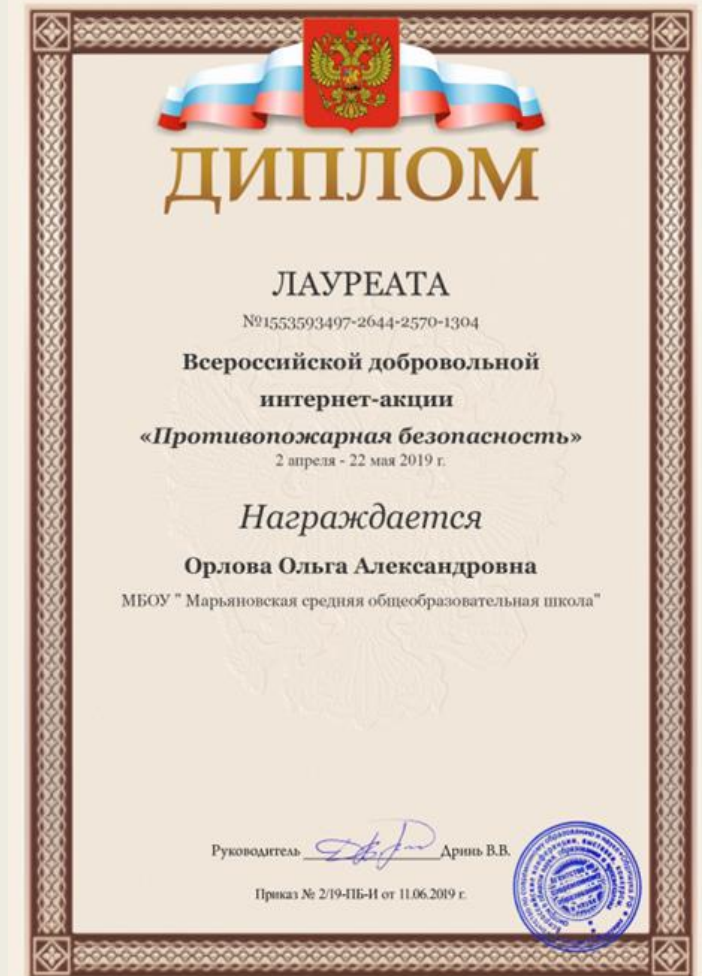 ДИПЛОМ
ЛАУРЕАТА
№1553593497-2644-2570-1304
Всероссийской добровольной
интернет-акции
«Противопожарная безопасность»
2 апреля - 22 мая 2019 г.
Награждается
Орлова Ольга Александровна
МБОУ " Марьяновская средняя общеобразовательная школа"
Руководитель Дринь В.В.
Приказ № 2/19-ПБ-И от 11.06.2019 г.